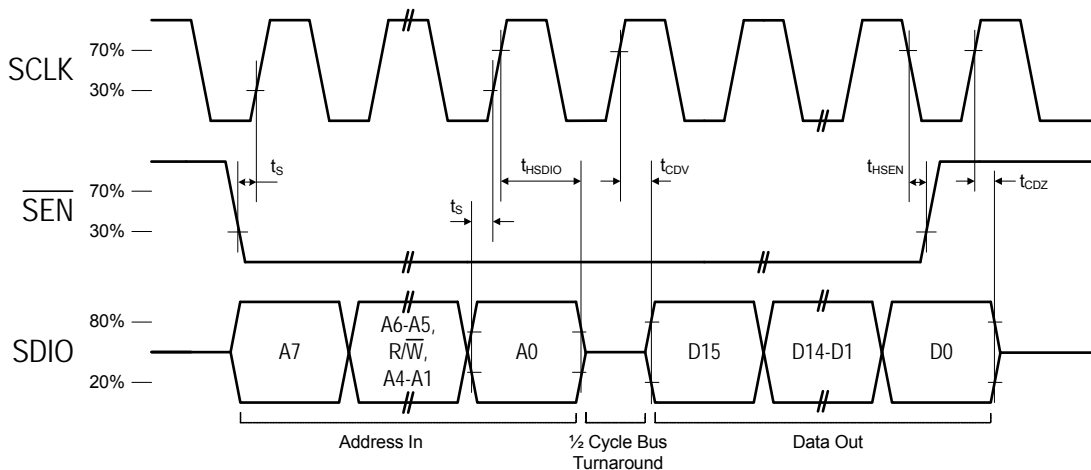 70%
SCLK
30%
tS
tHSDIO
tCDV
tHSEN
tCDZ
70%
SEN
tS
30%
80%
SDIO
20%
A7
A6-A5,
R/W,
A4-A1
A0
D15
D14-D1
D0
Address In
½ Cycle Bus
Turnaround
Data Out